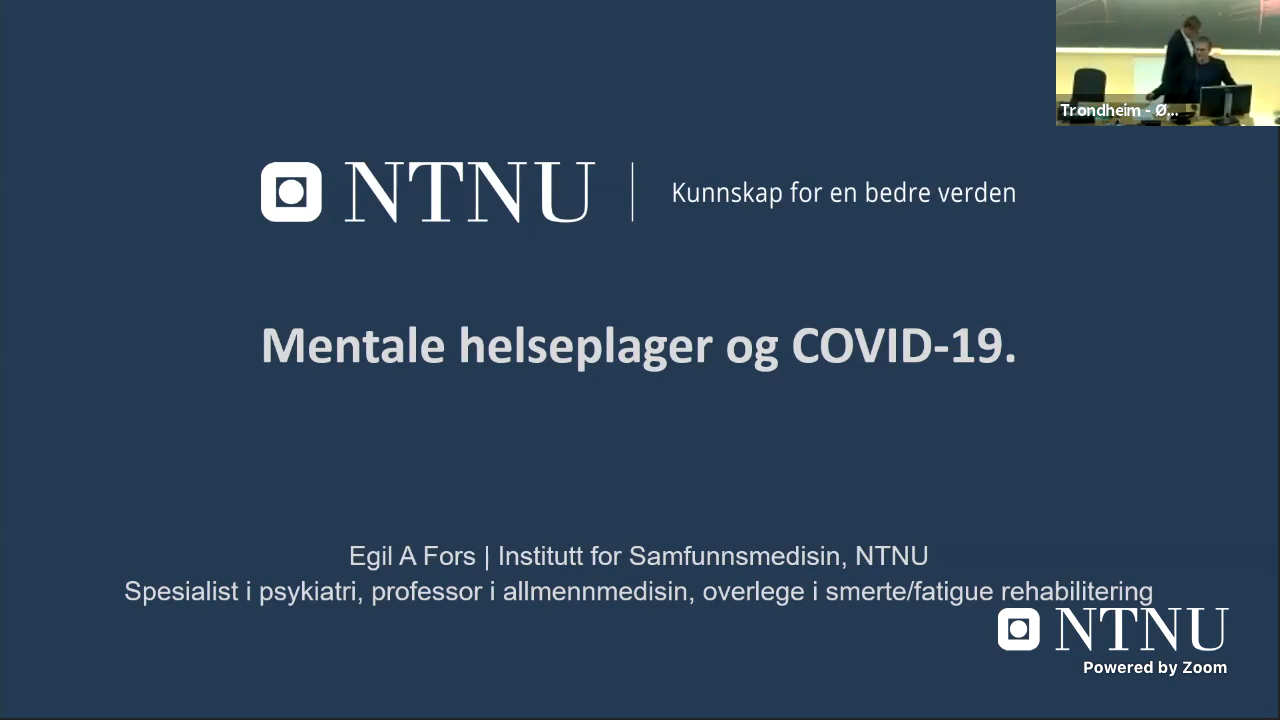 Trondheim - Ø...
NTNU
Kunnskap for en bedre verden
Mentale helseplager og COVID-19.
Egil A Fors | Institutt for Samfunnsmedisin, NTNU
Spesialist i psykiatri, professor i allmennmedisin, overlege i smerte/fatigue rehabilitering
NTNU
Powered by Zoom